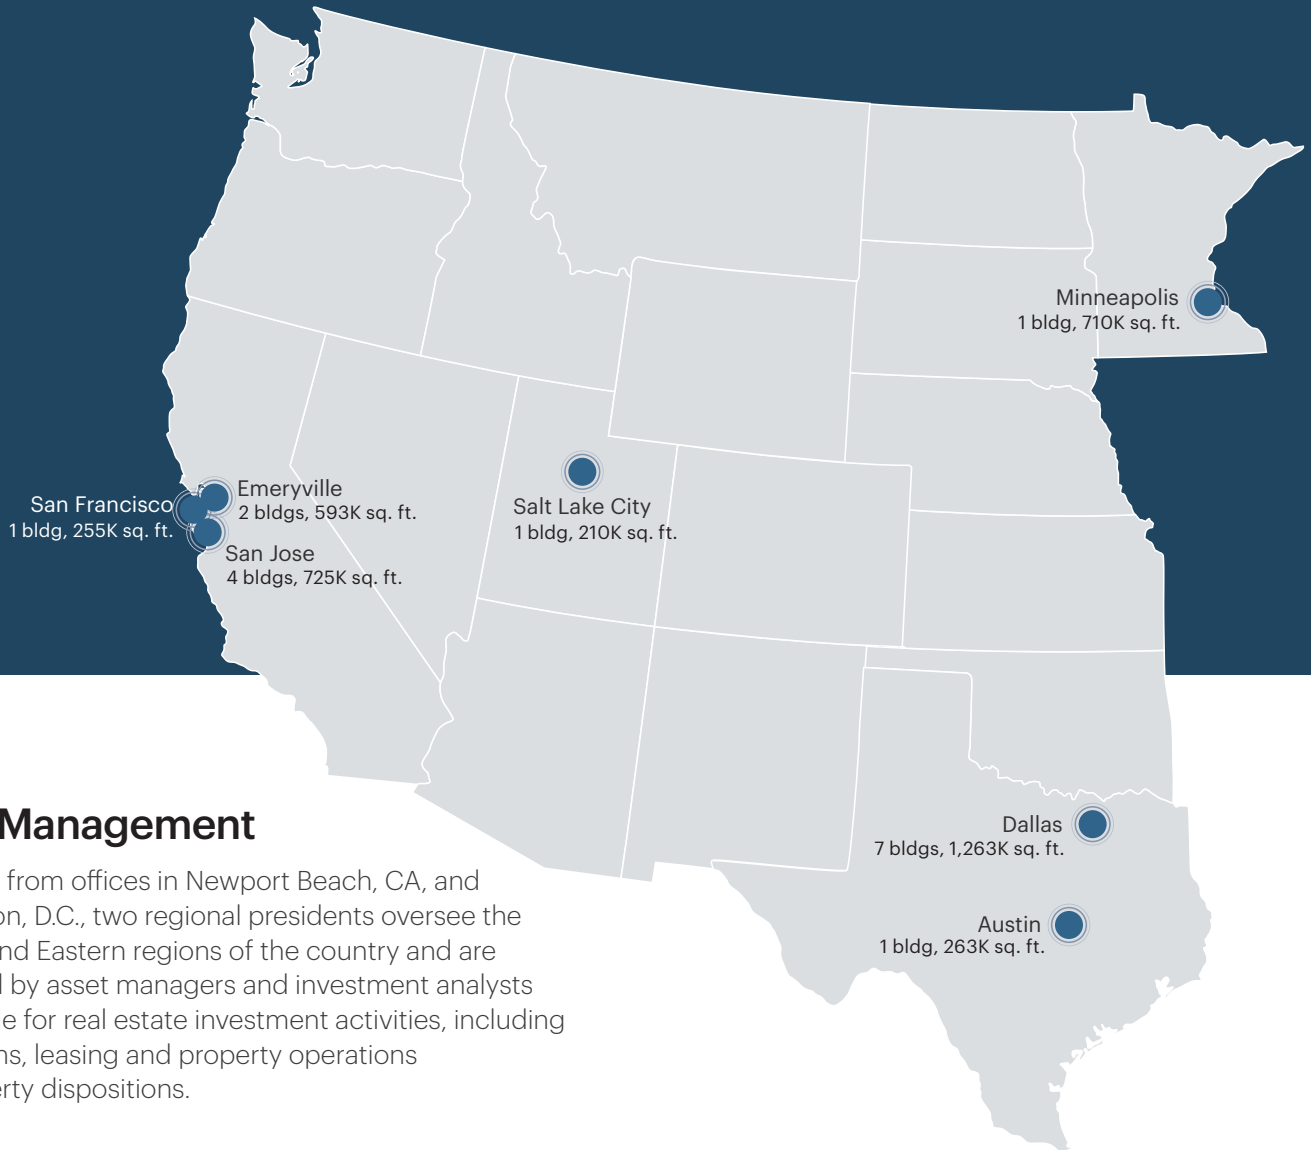 Minneapolis
1 bldg, 710K sq. ft.
Emeryville
2 bldgs, 593K sq. ft.
San Francisco
1 bldg, 255K sq. ft.
San Jose
4 bldgs, 725K sq. ft.
Salt Lake City
1 bldg, 210K sq. ft.
Dallas
7 bldgs, 1,263K sq. ft.
Austin
1 bldg, 263K sq. ft.
Management
from offices in Newport Beach, CA, and
D.C., two regional presidents oversee the
Eastern regions of the country and are
by asset managers and investment analysts
for real estate investment activities, including
leasing and property operations
dispositions.